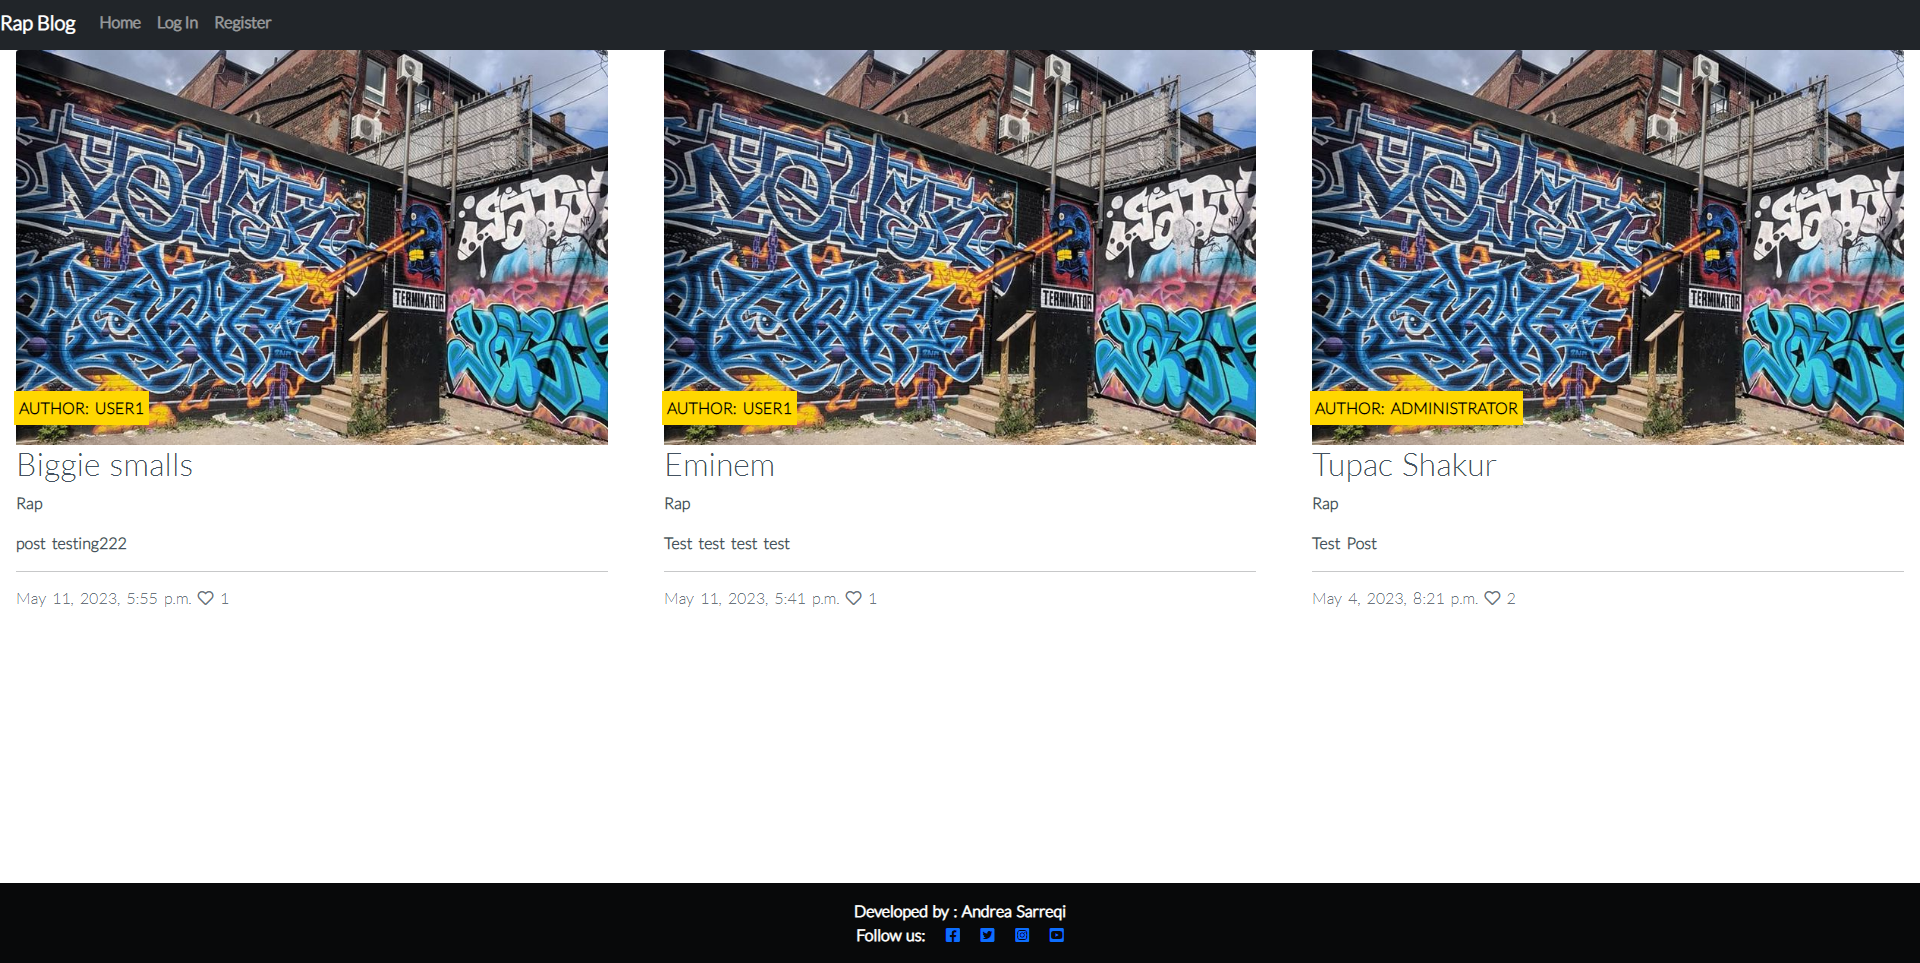 Rap Blog Home Log In Register
TERMINATOR
AUTHOR: USER1
Biggie smalls
Rap
post testing222
May 11, 2023, 5:55 p.m. 1
TERMINATOR
AUTHOR: USER1
Eminem
Rap
Test test test test
May 11, 2023, 5:41 p.m. 1
TERMINATOR
AUTHOR: ADMINISTRATOR
Tupac Shakur
Rap
Test Post
May 4, 2023, 8:21 p.m. 2
Developed by : Andrea Sarreqi
Follow us: